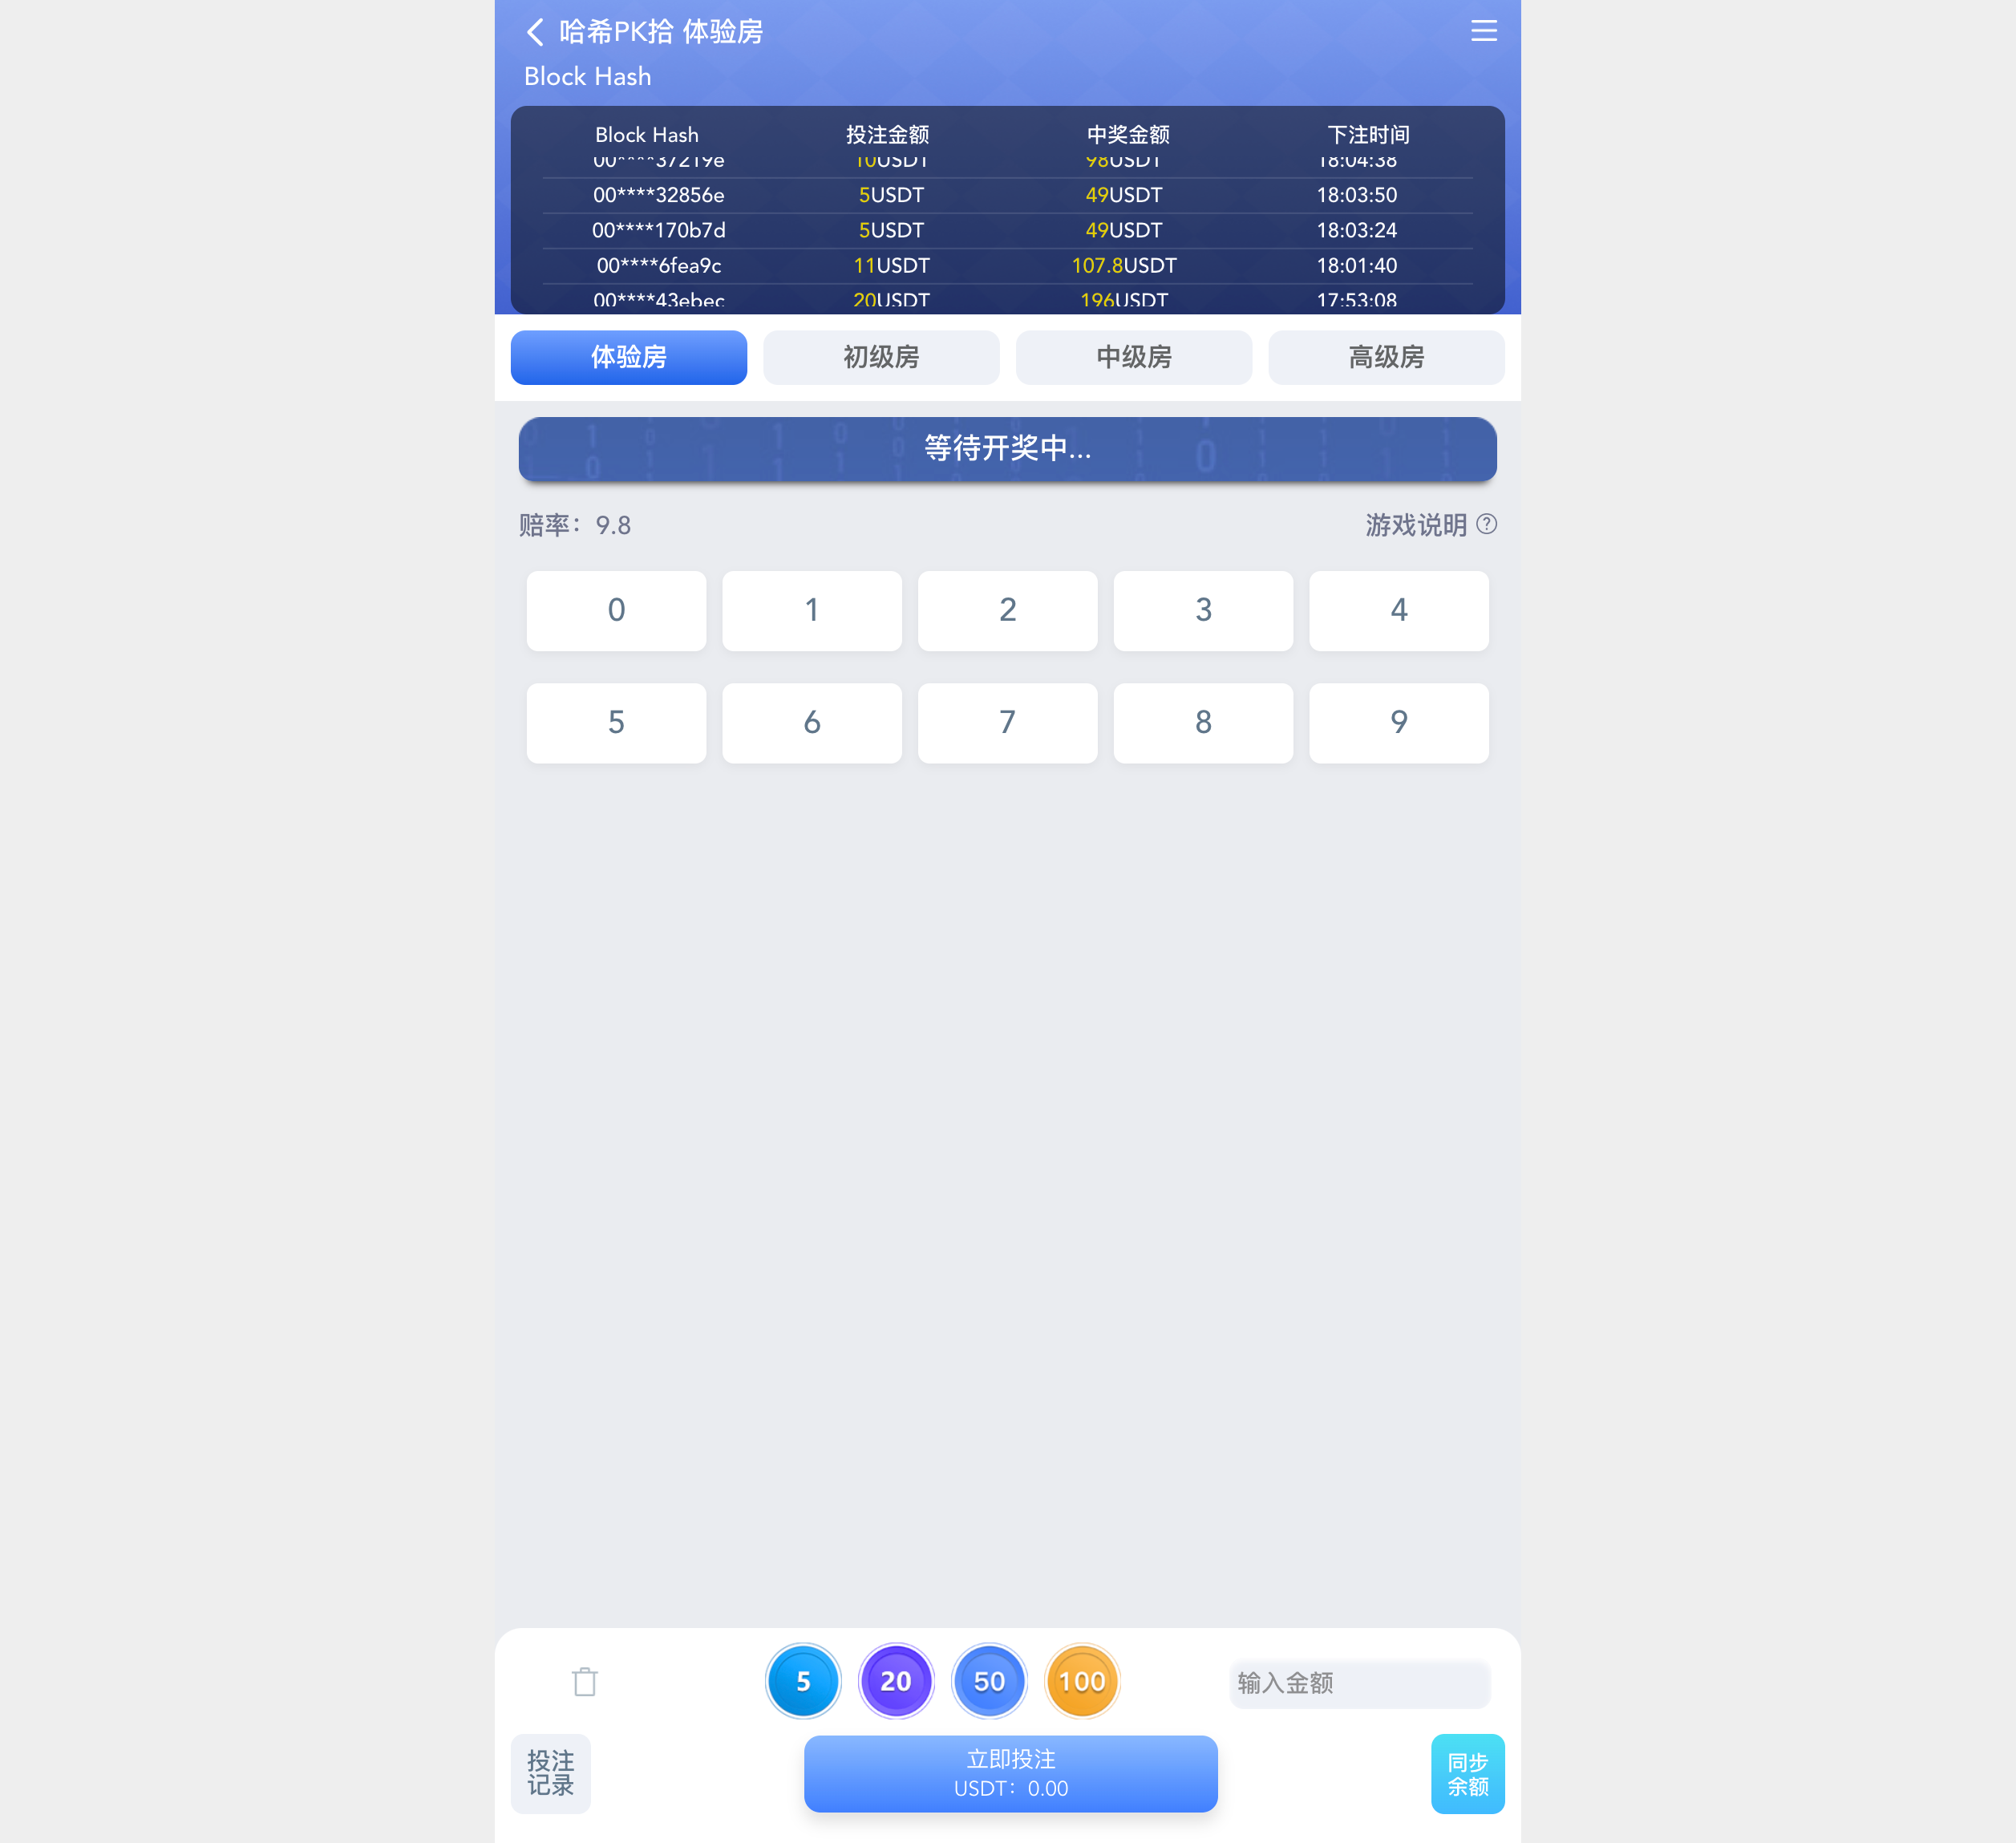 哈希PK拾 体验房
Block Hash
Block Hash 投注金额 中奖金额 下注时间
00****37219e 10USDT 98USDT 18:04:38
00****32856e 5USDT 49USDT 18:03:50
00****170b7d 5USDT 49USDT 18:03:24
00****6fea9c 11USDT 107.8USDT 18:01:40
00****43ebec 20USDT 196USDT 17:53:08
体验房 初级房 中级房 高级房
等待开奖中...
赔率：9.8 游戏说明 ?
0 1 2 3 4
5 6 7 8 9
5 20 50 100 输入金额
投注
记录
立即投注
USDT：0.00
同步
余额